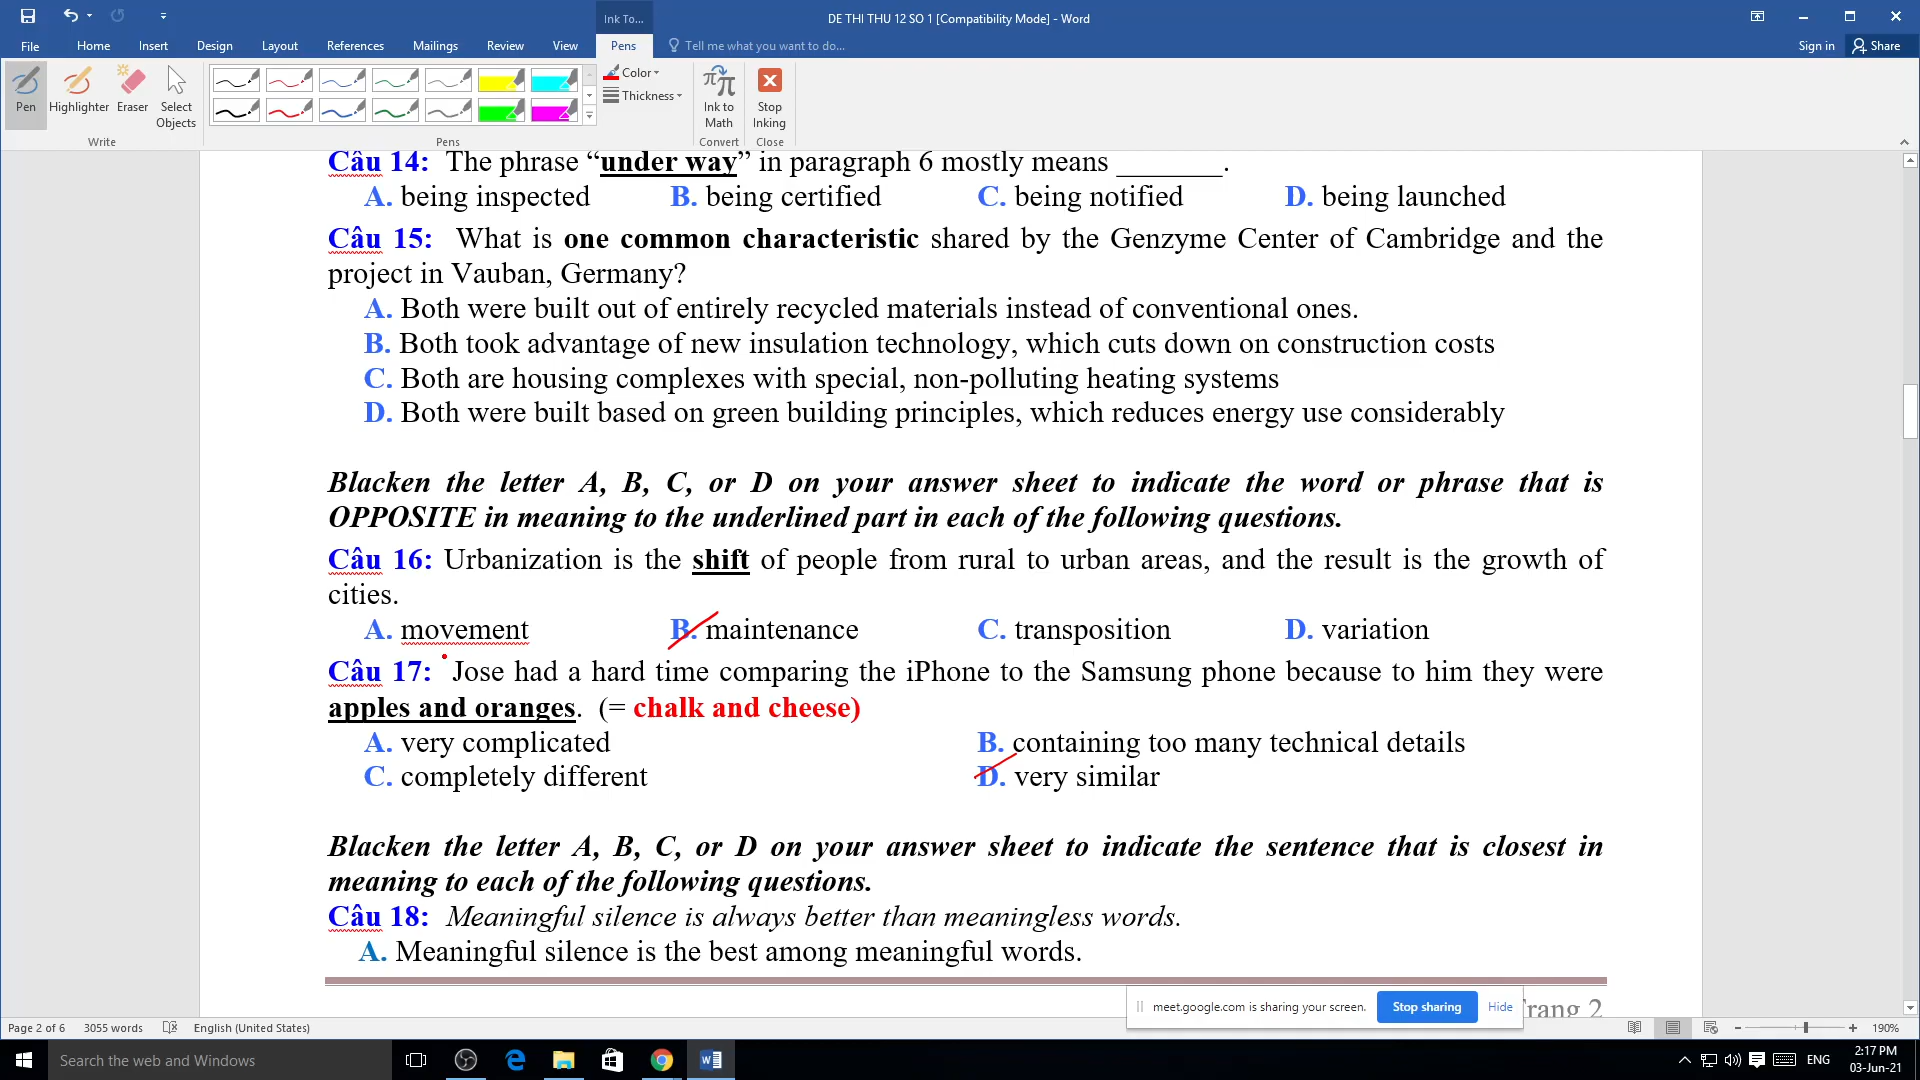 DE THI THU 12 SO 1 [Compatibility Mode] - Word
Ink To...
File Home Insert Design Layout References Mailings Review View Pens Tell me what you want to do... Sign in Share
Pen Highlighter Eraser Select Objects
Color
Thickness
Ink to Math
Stop Inking
Write Pens Convert Close
Câu 14: The phrase “under way” in paragraph 6 mostly means _______.
A. being inspected B. being certified C. being notified D. being launched
Câu 15: What is one common characteristic shared by the Genzyme Center of Cambridge and the
project in Vauban, Germany?
A. Both were built out of entirely recycled materials instead of conventional ones.
B. Both took advantage of new insulation technology, which cuts down on construction costs
C. Both are housing complexes with special, non-polluting heating systems
D. Both were built based on green building principles, which reduces energy use considerably
Blacken the letter A, B, C, or D on your answer sheet to indicate the word or phrase that is
OPPOSITE in meaning to the underlined part in each of the following questions.
Câu 16: Urbanization is the shift of people from rural to urban areas, and the result is the growth of
cities.
A. movement B. maintenance C. transposition D. variation
Câu 17: Jose had a hard time comparing the iPhone to the Samsung phone because to him they were
apples and oranges. (= chalk and cheese)
A. very complicated B. containing too many technical details
C. completely different D. very similar
Blacken the letter A, B, C, or D on your answer sheet to indicate the sentence that is closest in
meaning to each of the following questions.
Câu 18: Meaningful silence is always better than meaningless words.
A. Meaningful silence is the best among meaningful words.
Trang 2
meet.google.com is sharing your screen. Stop sharing Hide
Page 2 of 6 3055 words English (United States) 190%
Search the web and Windows
ENG
2:17 PM
03-Jun-21